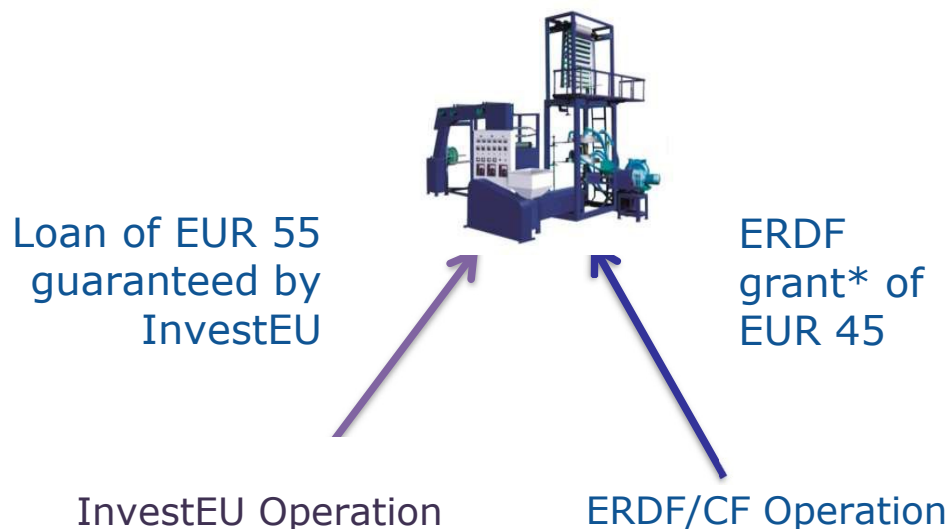 Loan of EUR 55
guaranteed by
InvestEU
ERDF
grant* of
EUR 45
InvestEU Operation
ERDF/CF Operation